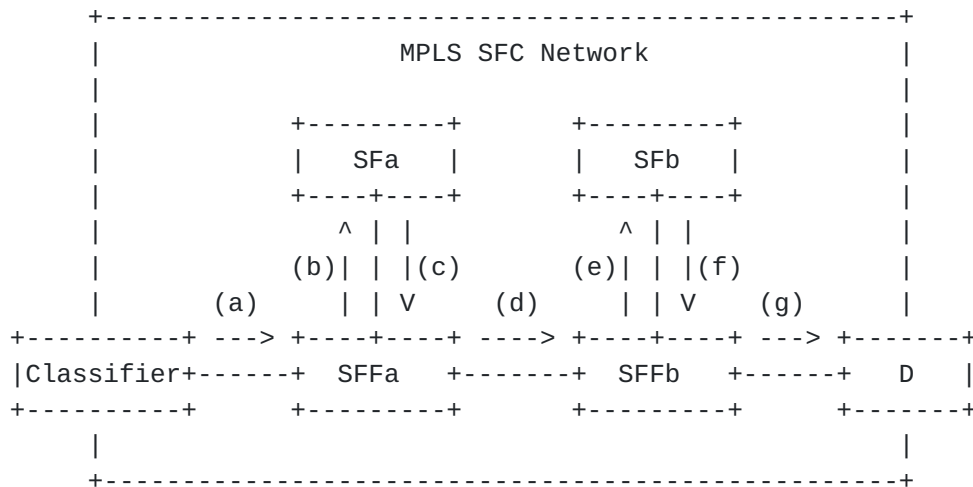 MPLS SFC Network
SFa SFb
(b) (c) (e) (f)
(a) (d) (g)
Classifier SFFa SFFb D